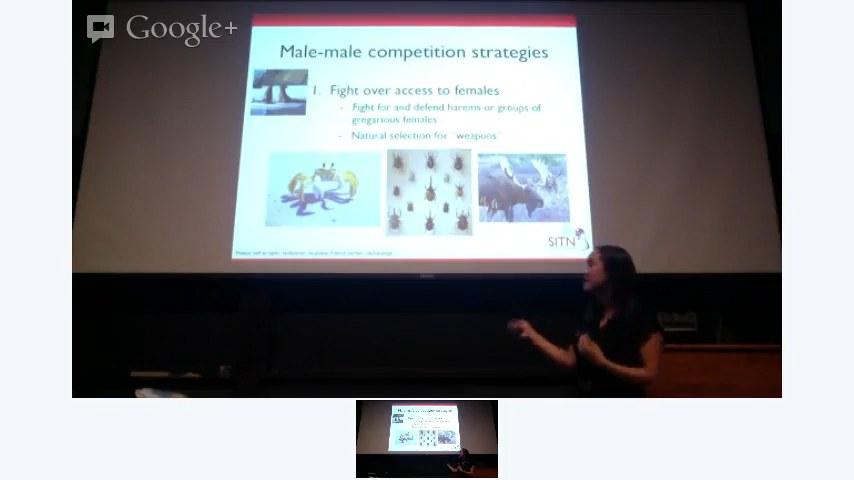 Google+
Male-male competition strategies
1. Fight over access to females
- Fight for and defend harems or groups of
gregarious females
- Natural selection for "weapons"
SITN